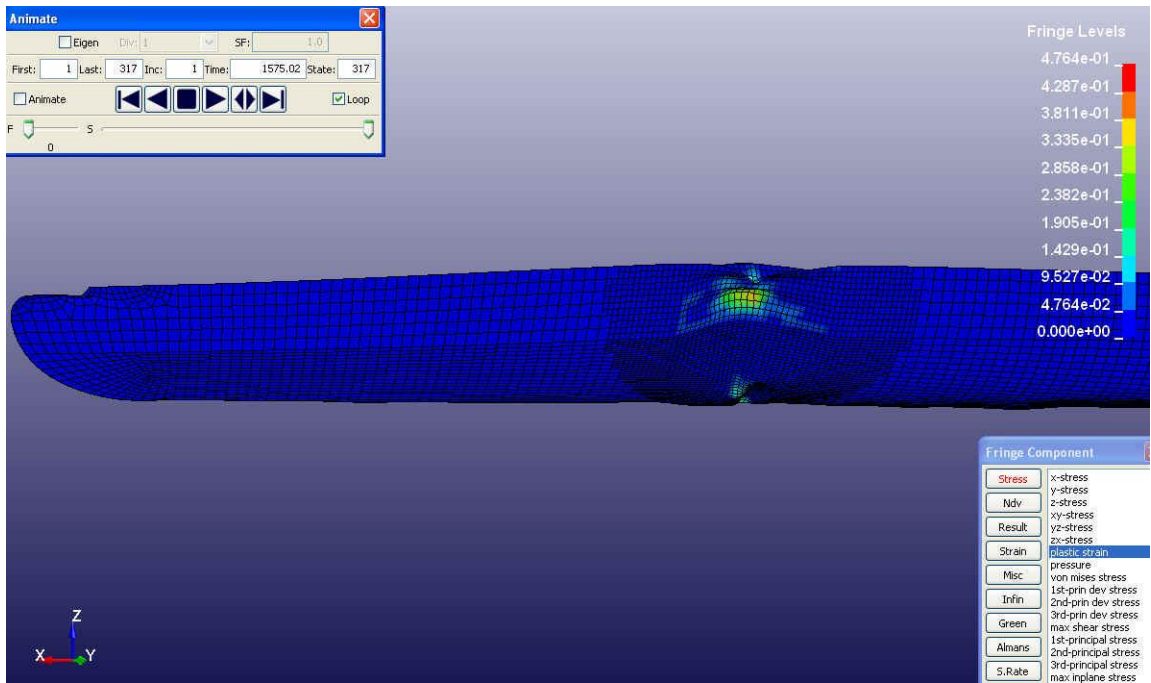 Animate
Eigen Div: 1 SF: 1.0
First: 1 Last: 317 Inc: 1 Time: 1575.02 State: 317
Animate Loop
F S
0
Fringe Levels
4.764e-01
4.287e-01
3.811e-01
3.335e-01
2.858e-01
2.382e-01
1.905e-01
1.429e-01
9.527e-02
4.764e-02
0.000e+00
Fringe Component
Stress
Ndv
Result
Strain
Misc
Infin
Green
Almans
S.Rate
x-stress
y-stress
z-stress
xy-stress
yz-stress
zx-stress
plastic strain
pressure
von mises stress
1st-prin dev stress
2nd-prin dev stress
3rd-prin dev stress
max shear stress
1st-principal stress
2nd-principal stress
3rd-principal stress
max inplane stress
Z
X Y